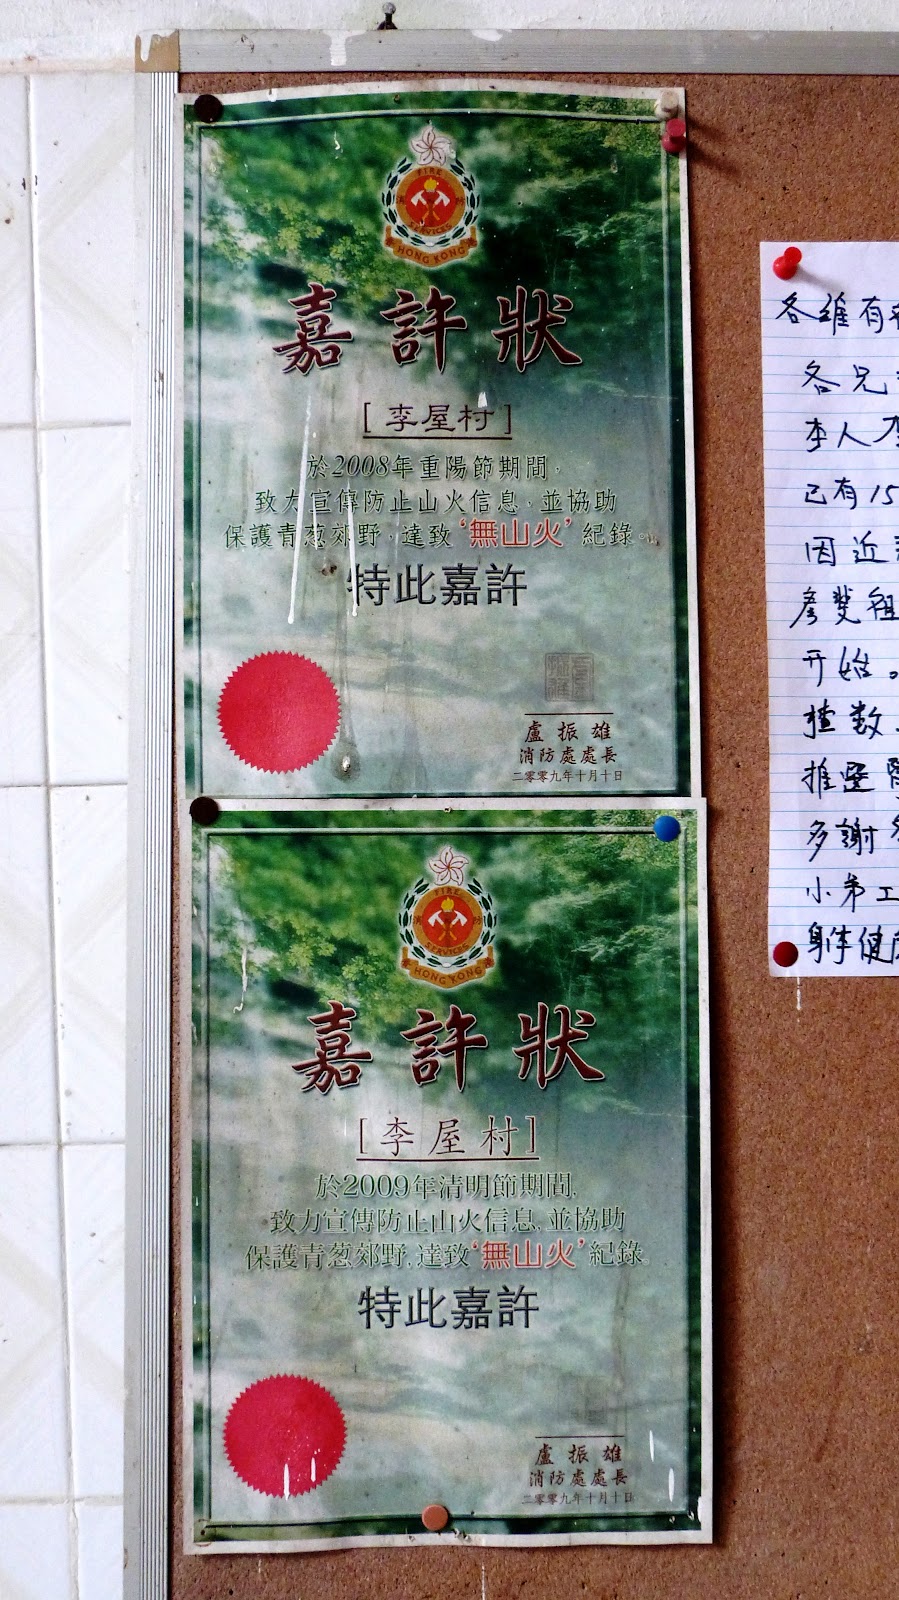 FIRE
SERVICES
HONG KONG
嘉許狀
[李屋村]
於2008年重陽節期間,
致力宣傳防止山火信息,並協助
保護青葱郊野,達致‘無山火’紀錄。
特此嘉許
盧振雄
消防處處長
二零零九年十月十日
FIRE
SERVICES
HONG KONG
嘉許狀
[李屋村]
於2009年清明節期間,
致力宣傳防止山火信息,並協助
保護青葱郊野,達致‘無山火’紀錄。
特此嘉許
盧振雄
消防處處長
二零零九年十月十日
各維有
各兄
李人
已有15
因近
彥斐祖
开始。
推
多謝
小弟工
身体健